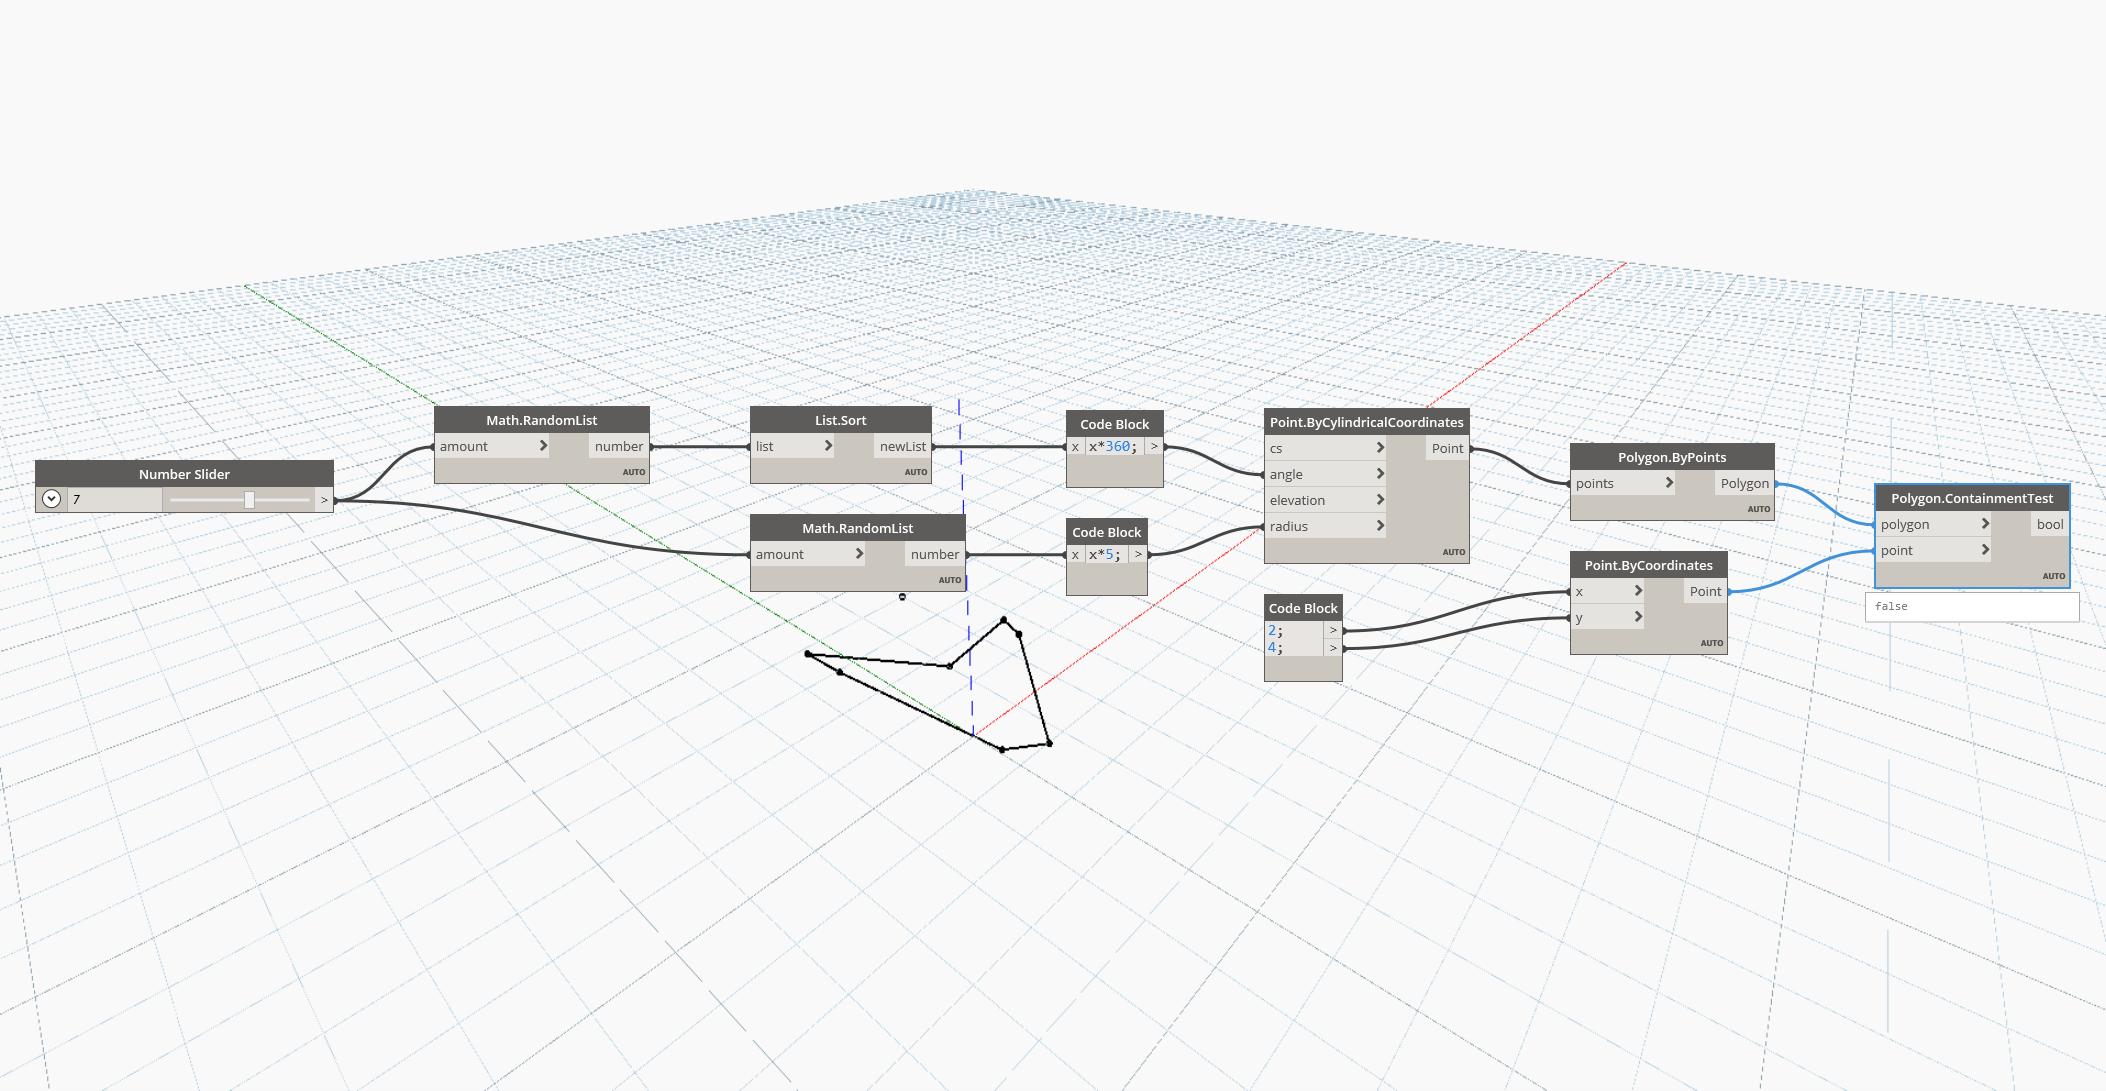 Number Slider
7 >
Math.RandomList
amount > number
AUTO
List.Sort
list > newList
AUTO
Math.RandomList
amount > number
AUTO
Code Block
x x*360; >
Code Block
x x*5; >
Point.ByCylindricalCoordinates
cs > Point
angle >
elevation
radius >
AUTO
Code Block
2; >
4; >
Polygon.ByPoints
points > Polygon
AUTO
Point.ByCoordinates
x > Point
y >
AUTO
Polygon.ContainmentTest
polygon > bool
point >
AUTO
false